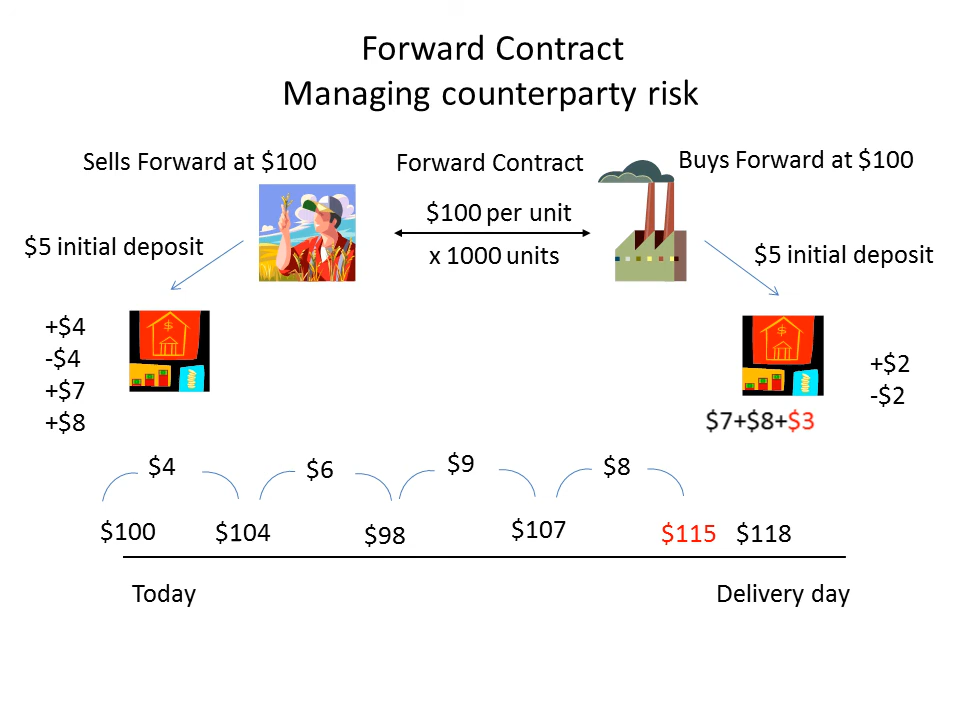 Forward Contract
Managing counterparty risk
Sells Forward at $100
Forward Contract
Buys Forward at $100
$100 per unit
x 1000 units
$5 initial deposit
$5 initial deposit
$
$
+$4
-$4
+$7
+$8
+$2
-$2
$7+$8+$3
$4
$6
$9
$8
$100
$104
$98
$107
$115
$118
Today
Delivery day